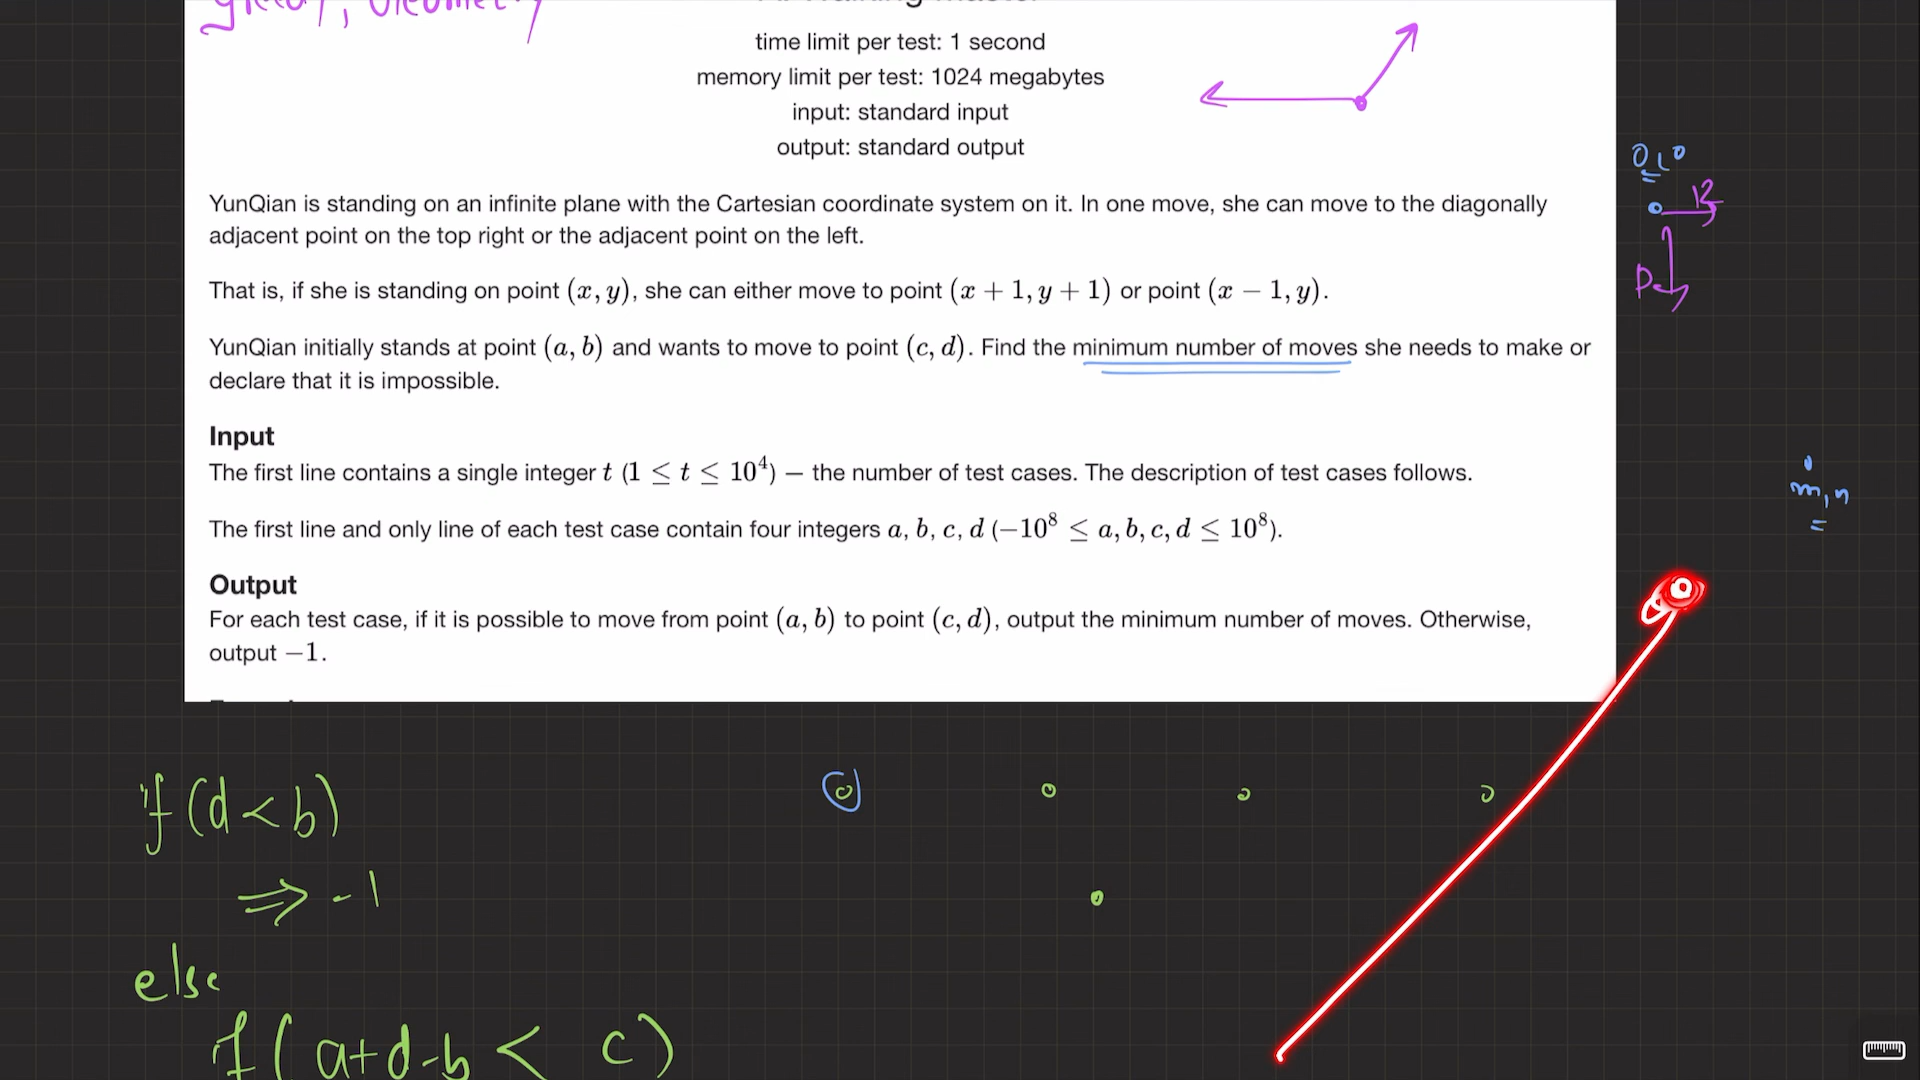 time limit per test: 1 second
memory limit per test: 1024 megabytes
input: standard input
output: standard output
YunQian is standing on an infinite plane with the Cartesian coordinate system on it. In one move, she can move to the diagonally
adjacent point on the top right or the adjacent point on the left.
That is, if she is standing on point (x, y), she can either move to point (x + 1, y + 1) or point (x − 1, y).
YunQian initially stands at point (a, b) and wants to move to point (c, d). Find the minimum number of moves she needs to make or
declare that it is impossible.
Input
The first line contains a single integer t (1 ≤ t ≤ 10⁴) — the number of test cases. The description of test cases follows.
The first line and only line of each test case contain four integers a, b, c, d (−10⁸ ≤ a, b, c, d ≤ 10⁸).
Output
For each test case, if it is possible to move from point (a, b) to point (c, d), output the minimum number of moves. Otherwise,
output −1.
0,0
R
D
m,n
if (d < b)
⇒ -1
else
if ( a+d-b < c)